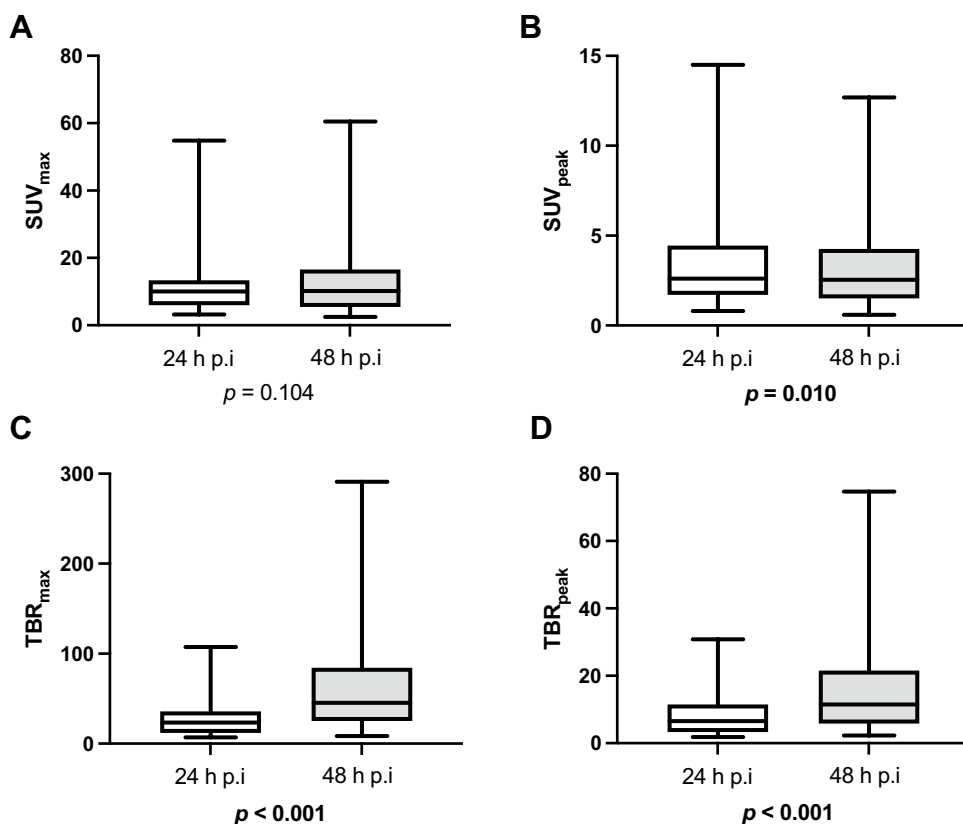 A
80
60
40
20
0
SUVmax
24 h p.i
48 h p.i
p = 0.104
B
15
10
5
0
SUVpeak
24 h p.i
48 h p.i
p = 0.010
C
300
200
100
0
TBRmax
24 h p.i
48 h p.i
p < 0.001
D
80
60
40
20
0
TBRpeak
24 h p.i
48 h p.i
p < 0.001